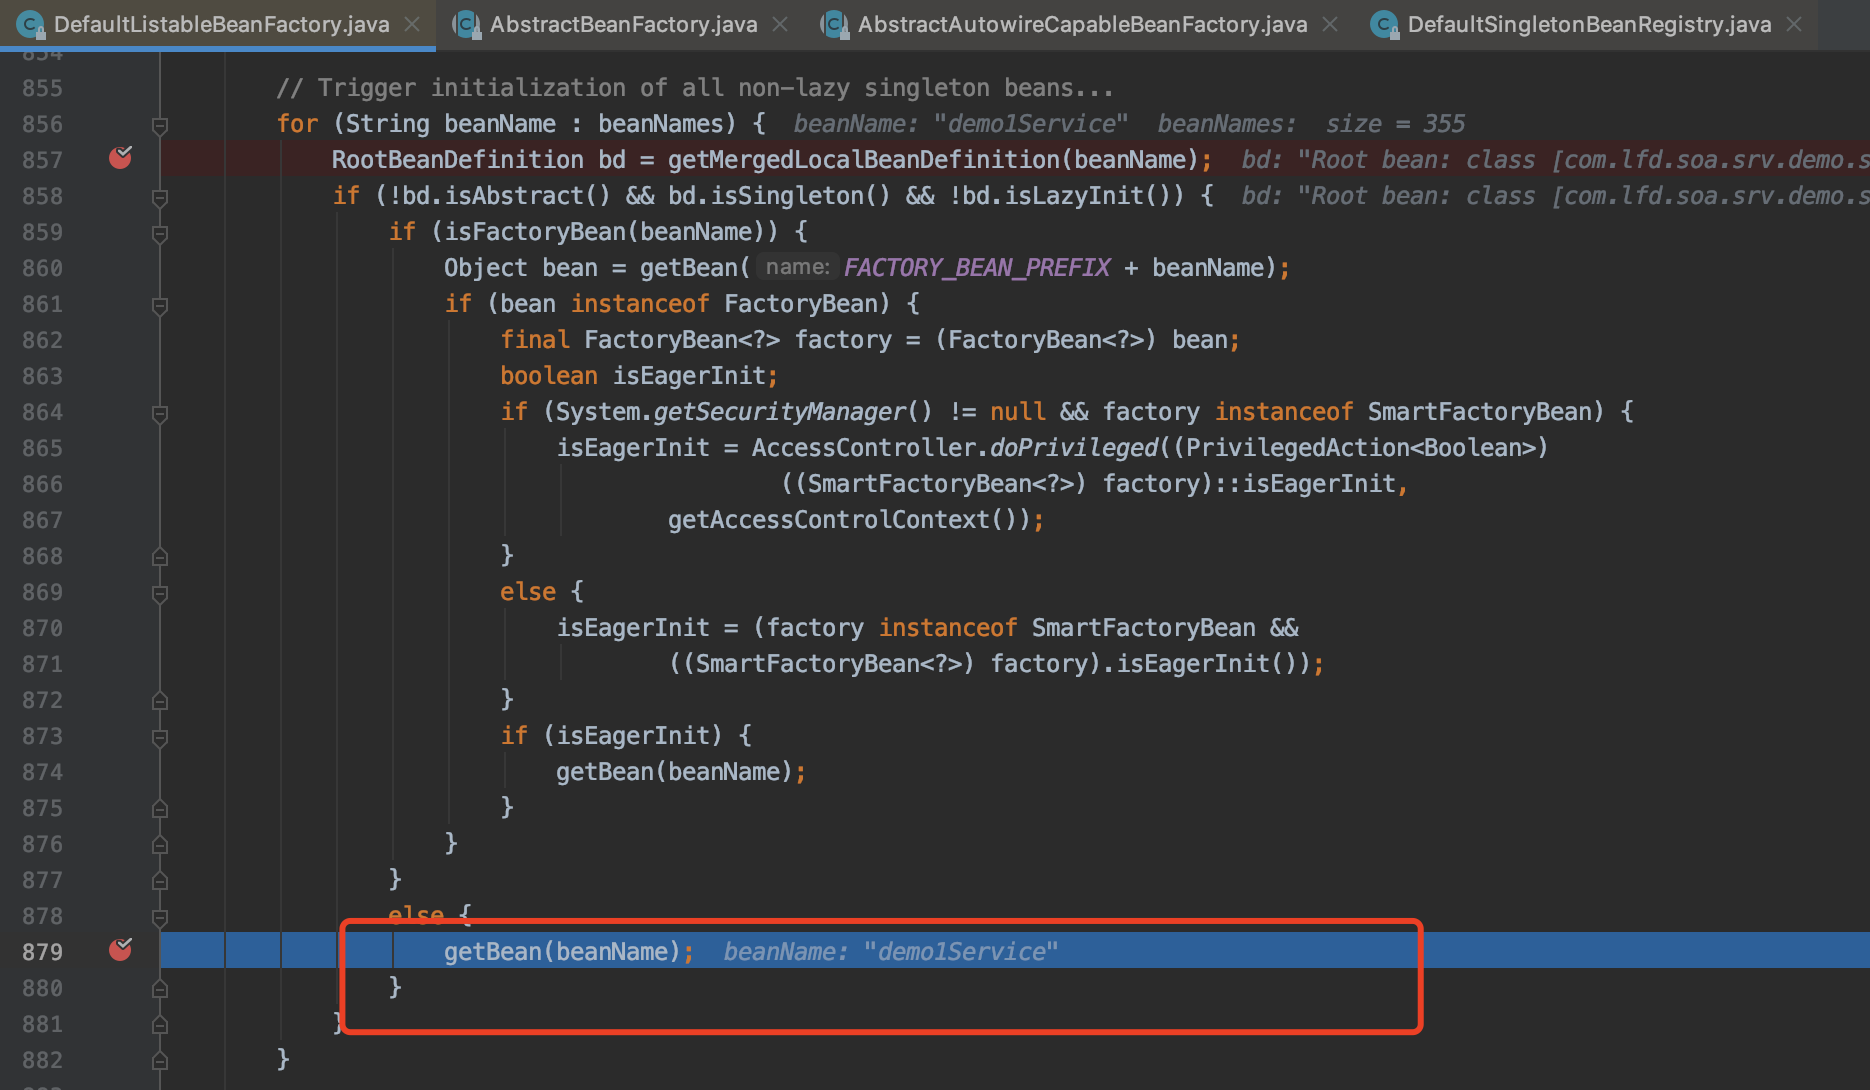 DefaultListableBeanFactory.java AbstractBeanFactory.java AbstractAutowireCapableBeanFactory.java DefaultSingletonBeanRegistry.java
854
855 // Trigger initialization of all non-lazy singleton beans...
856 for (String beanName : beanNames) { beanName: "demo1Service" beanNames: size = 355
857 RootBeanDefinition bd = getMergedLocalBeanDefinition(beanName); bd: "Root bean: class [com.lfd.soa.srv.demo.s
858 if (!bd.isAbstract() && bd.isSingleton() && !bd.isLazyInit()) { bd: "Root bean: class [com.lfd.soa.srv.demo.s
859 if (isFactoryBean(beanName)) {
860 Object bean = getBean( name: FACTORY_BEAN_PREFIX + beanName);
861 if (bean instanceof FactoryBean) {
862 final FactoryBean<?> factory = (FactoryBean<?>) bean;
863 boolean isEagerInit;
864 if (System.getSecurityManager() != null && factory instanceof SmartFactoryBean) {
865 isEagerInit = AccessController.doPrivileged((PrivilegedAction<Boolean>)
866 ((SmartFactoryBean<?>) factory)::isEagerInit,
867 getAccessControlContext());
868 }
869 else {
870 isEagerInit = (factory instanceof SmartFactoryBean &&
871 ((SmartFactoryBean<?>) factory).isEagerInit());
872 }
873 if (isEagerInit) {
874 getBean(beanName);
875 }
876 }
877 }
878 else {
879 getBean(beanName); beanName: "demo1Service"
880 }
881 }
882 }